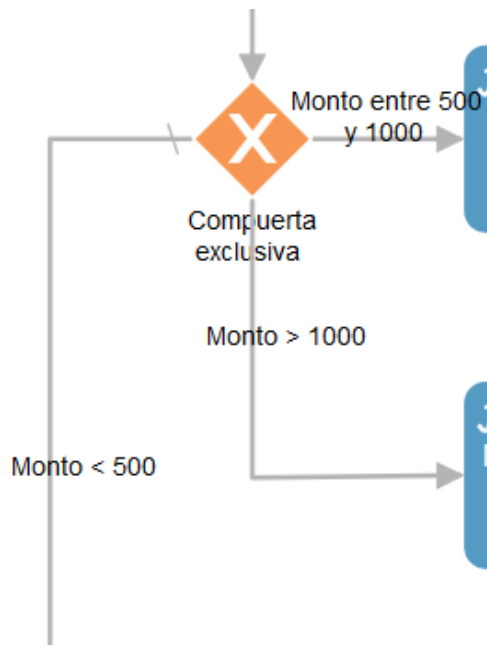 Monto entre 500
y 1000
X
Compuerta
exclusiva
Monto > 1000
Monto < 500